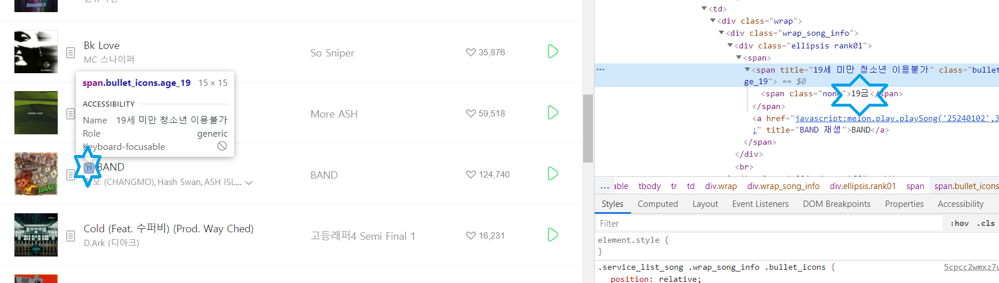 Episode 3
Bk Love
MC 스나이퍼
So Sniper
35,876
span.bullet_icons.age_19 15 × 15
ACCESSIBILITY
Name 19세 미만 청소년 이용불가
Role generic
Keyboard-focusable
More ASH
59,518
19 BAND
(CHANGMO), Hash Swan, ASH ISL...
BAND
124,740
BAND
Cold (Feat. 수퍼비) (Prod. Way Ched)
D.Ark (디아크)
고등래퍼4 Semi Final 1
16,231
<td>
<div class="wrap">
<div class="wrap_song_info">
<div class="ellipsis rank01">
<span>
... <span title="19세 미만 청소년 이용불가" class="bullet
ge_19"> == $0
<span class="none">19금</span>
</span>
<a href="javascript:melon.play.playSong('25240102',3
;" title="BAND 재생">BAND</a>
</span>
</div>
<br>
... able tbody tr td div.wrap div.wrap_song_info div.ellipsis.rank01 span span.bullet_icons
Styles Computed Layout Event Listeners DOM Breakpoints Properties Accessibility
Filter :hov .cls
element.style {
}
.service_list_song .wrap_song_info .bullet_icons { 5cpcc2wmxz7u
position: relative;